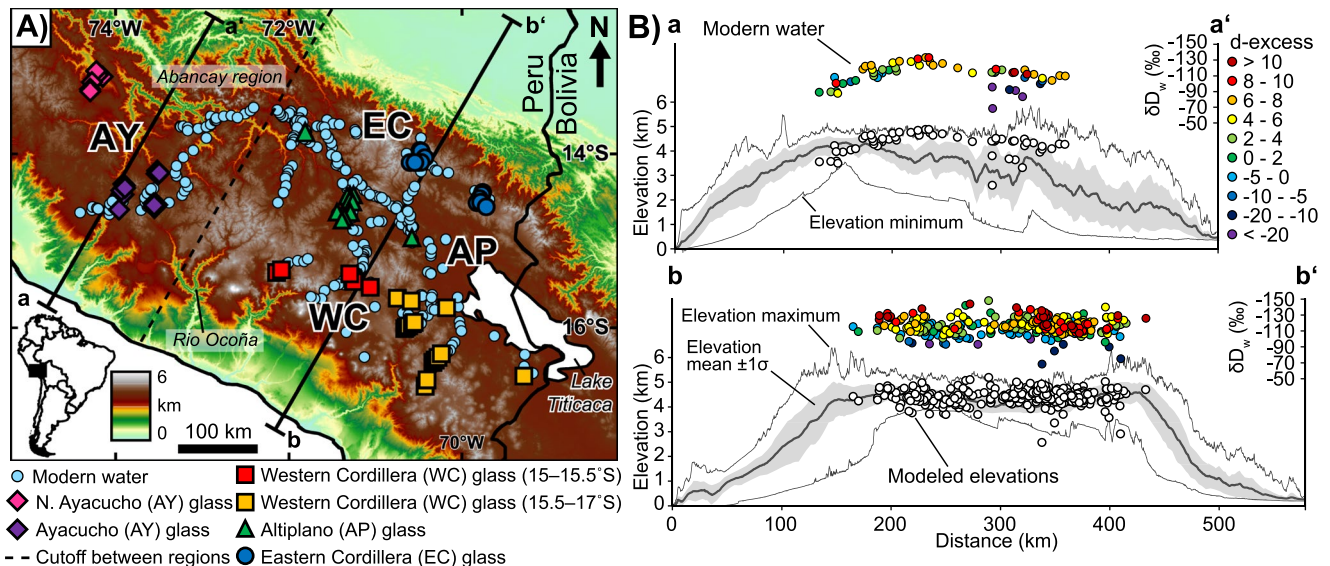 A)
74°W
72°W
a'
b'
N
Abancay region
Peru
Bolivia
AY
EC
14°S
AP
WC
a
16°S
Rio Ocoña
6
km
0
100 km
b
70°W
Lake
Titicaca
Modern water
N. Ayacucho (AY) glass
Ayacucho (AY) glass
Cutoff between regions
Western Cordillera (WC) glass (15–15.5°S)
Western Cordillera (WC) glass (15.5–17°S)
Altiplano (AP) glass
Eastern Cordillera (EC) glass
B)
a
a'
Modern water
-150
-130
-110
-90
-70
-50
δDw (‰)
6
5
4
3
2
1
0
Elevation (km)
Elevation minimum
0
100
200
300
400
500
d-excess
> 10
8 - 10
6 - 8
4 - 6
2 - 4
0 - 2
-5 - 0
-10 - -5
-20 - -10
< -20
b
b'
Elevation maximum
Elevation
mean ±1σ
-150
-130
-110
-90
-70
-50
δDw (‰)
6
5
4
3
2
1
0
Elevation (km)
Modeled elevations
0
100
200
300
400
500
Distance (km)